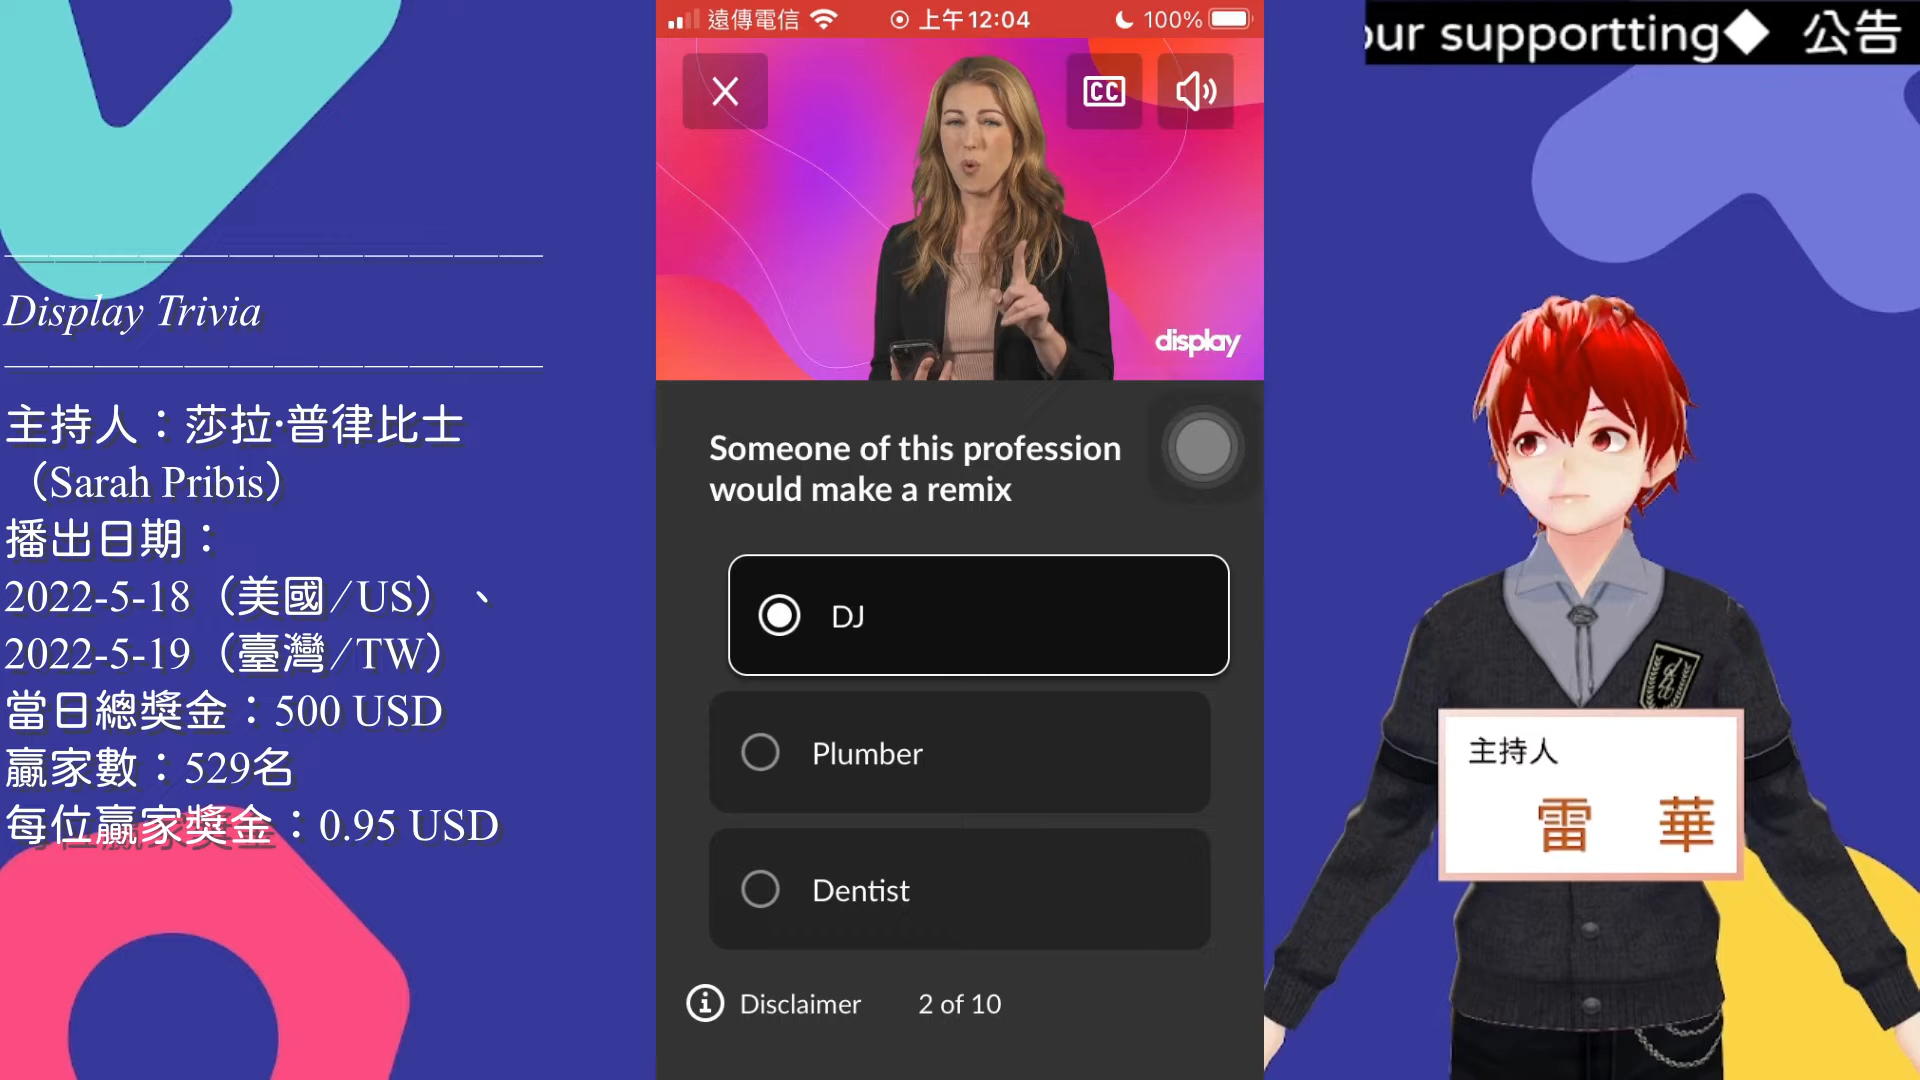 Display Trivia
主持人：莎拉·普律比士
（Sarah Pribis）
播出日期：
2022-5-18（美國/US）、
2022-5-19（臺灣/TW）
當日總獎金：500 USD
贏家數：529名
每位贏家獎金：0.95 USD
遠傳電信 上午12:04 100%
CC
display
Someone of this profession
would make a remix
DJ
Plumber
Dentist
Disclaimer 2 of 10
our supportting◆ 公告
主持人
雷 華